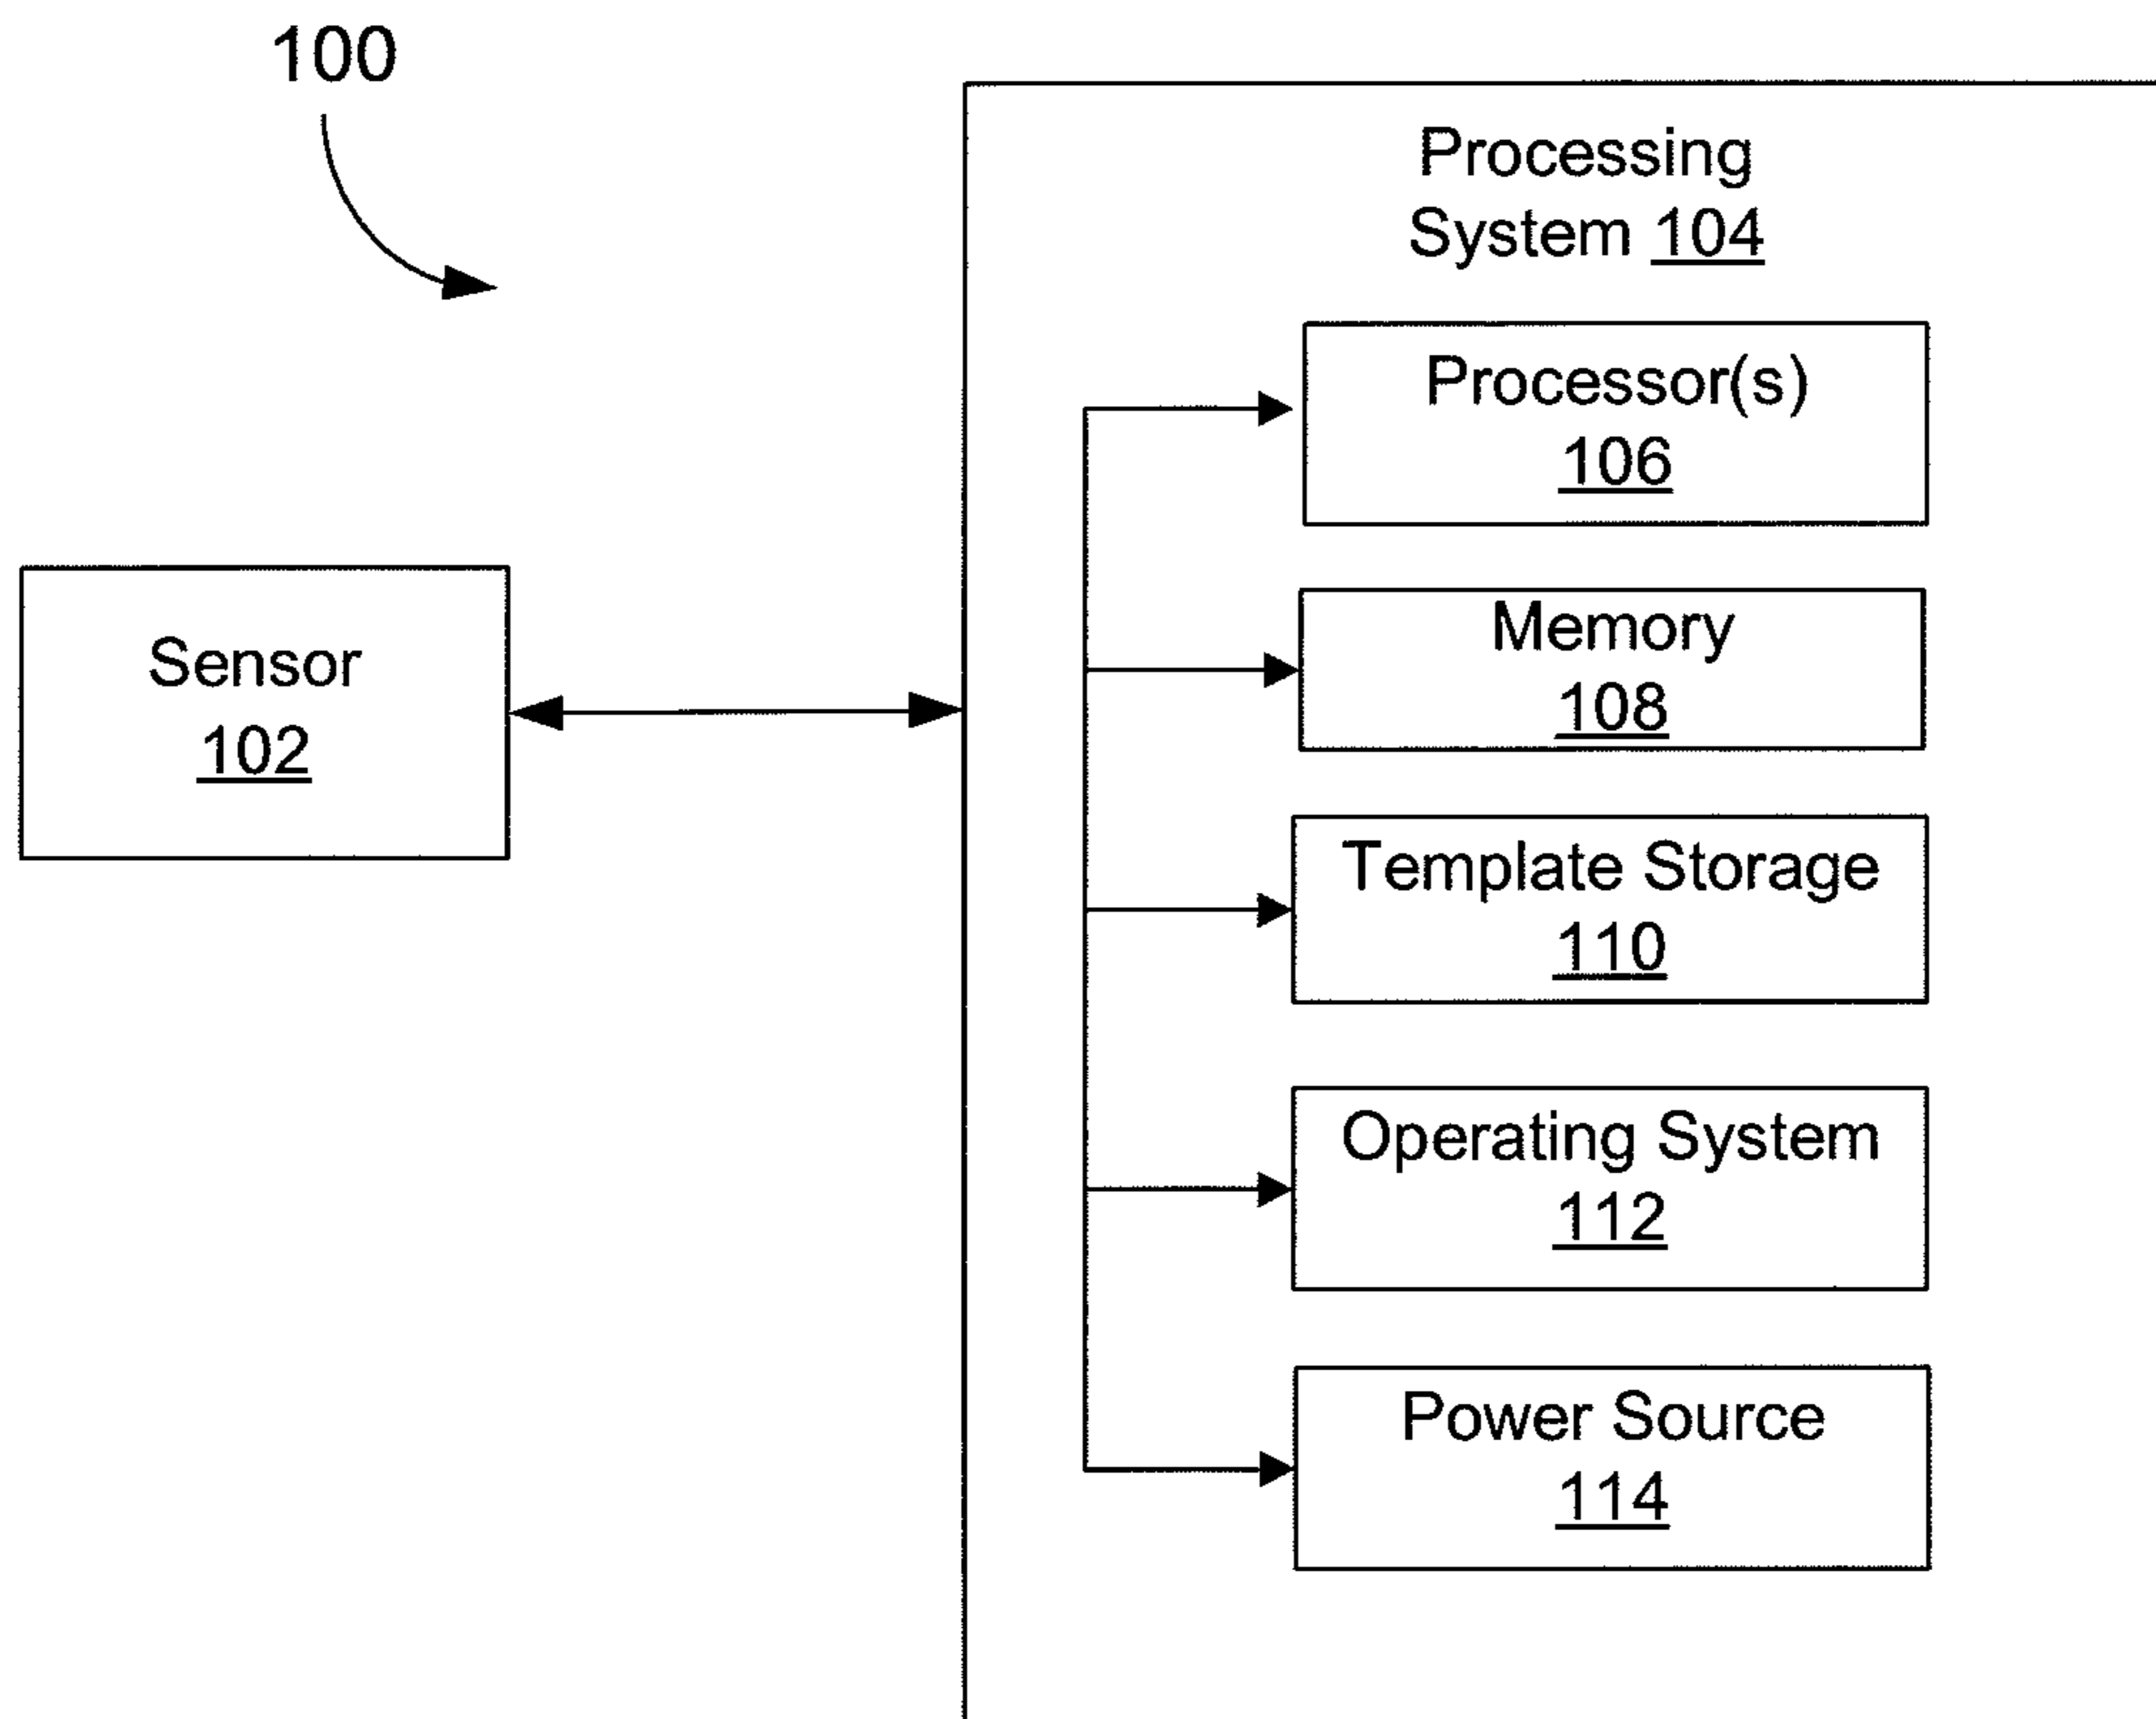 100
Processing
System 104
Processor(s)
106
Sensor
102
Memory
108
Template Storage
110
Operating System
112
Power Source
114